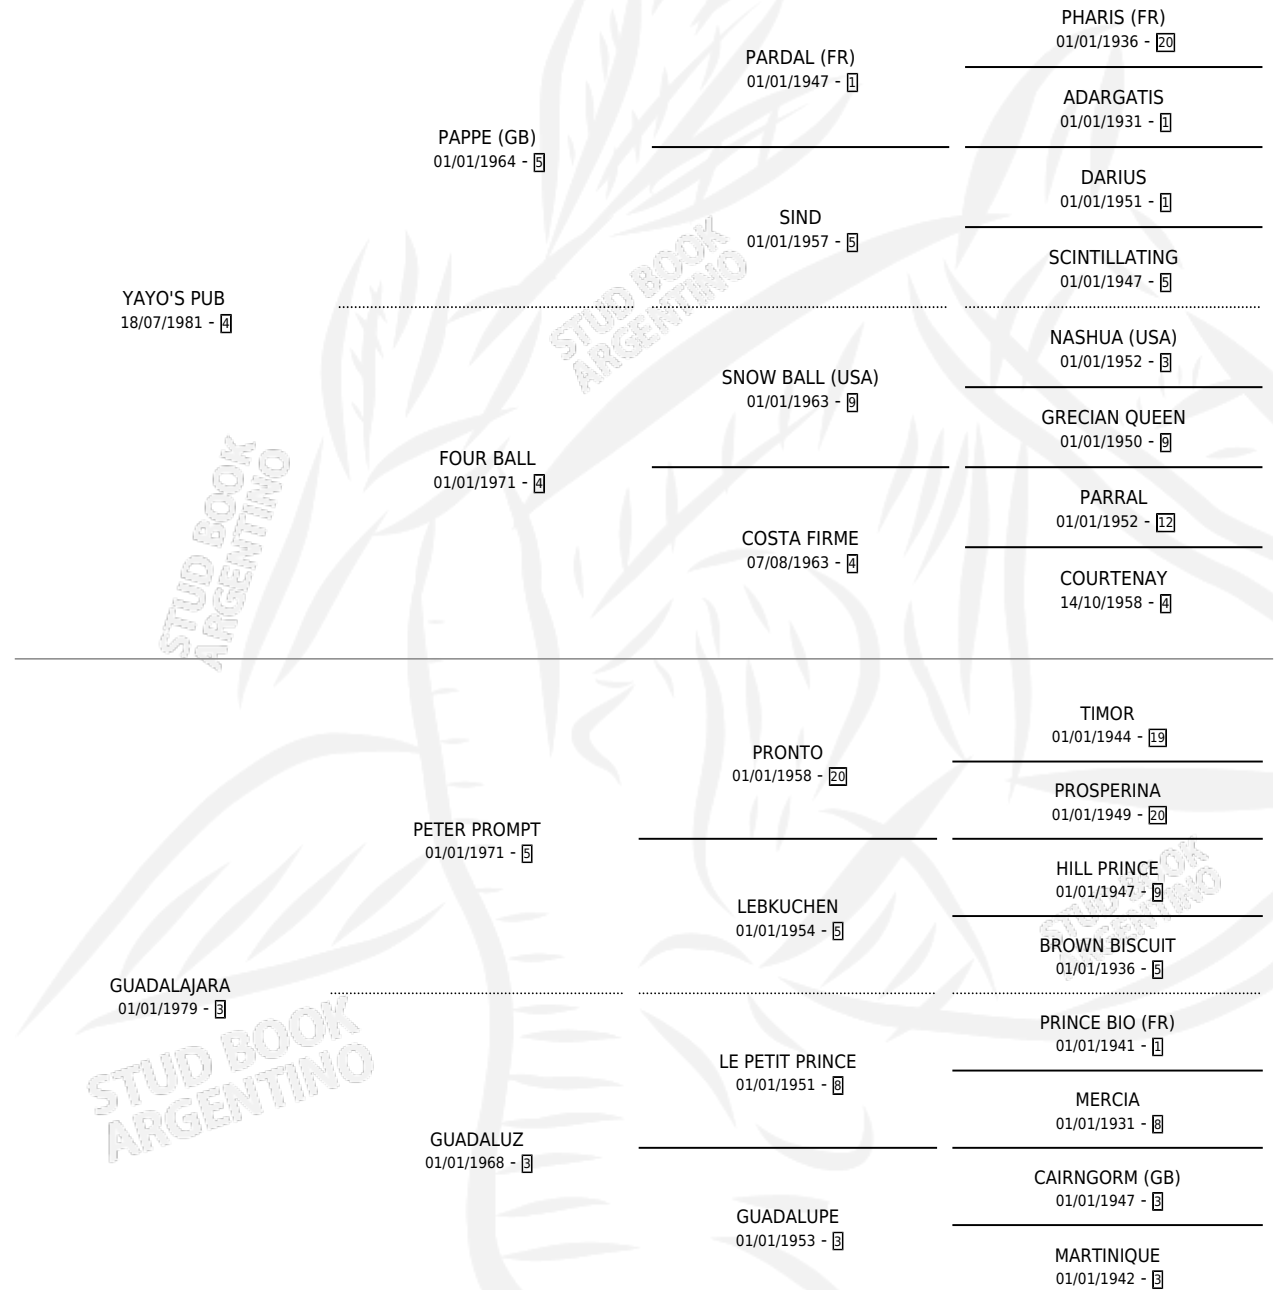 PHARIS (FR)
01/01/1936 - 20
PARDAL (FR)
01/01/1947 - 1
ADARGATIS
01/01/1931 - 1
PAPPE (GB)
01/01/1964 - 5
DARIUS
01/01/1951 - 1
SIND
01/01/1957 - 5
SCINTILLATING
01/01/1947 - 5
YAYO'S PUB
18/07/1981 - 4
NASHUA (USA)
01/01/1952 - 3
SNOW BALL (USA)
01/01/1963 - 9
GRECIAN QUEEN
01/01/1950 - 9
FOUR BALL
01/01/1971 - 4
PARRAL
01/01/1952 - 12
COSTA FIRME
07/08/1963 - 4
COURTENAY
14/10/1958 - 4
TIMOR
01/01/1944 - 19
PRONTO
01/01/1958 - 20
PROSPERINA
01/01/1949 - 20
PETER PROMPT
01/01/1971 - 5
HILL PRINCE
01/01/1947 - 9
LEBKUCHEN
01/01/1954 - 5
BROWN BISCUIT
01/01/1936 - 5
GUADALAJARA
01/01/1979 - 3
PRINCE BIO (FR)
01/01/1941 - 1
LE PETIT PRINCE
01/01/1951 - 8
MERCIA
01/01/1931 - 8
GUADALUZ
01/01/1968 - 3
CAIRNGORM (GB)
01/01/1947 - 3
GUADALUPE
01/01/1953 - 3
MARTINIQUE
01/01/1942 - 3
STUD BOOK
ARGENTINO
STUD BOOK
ARGENTINO
STUD BOOK
ARGENTINO
STUD BOOK
ARGENTINO